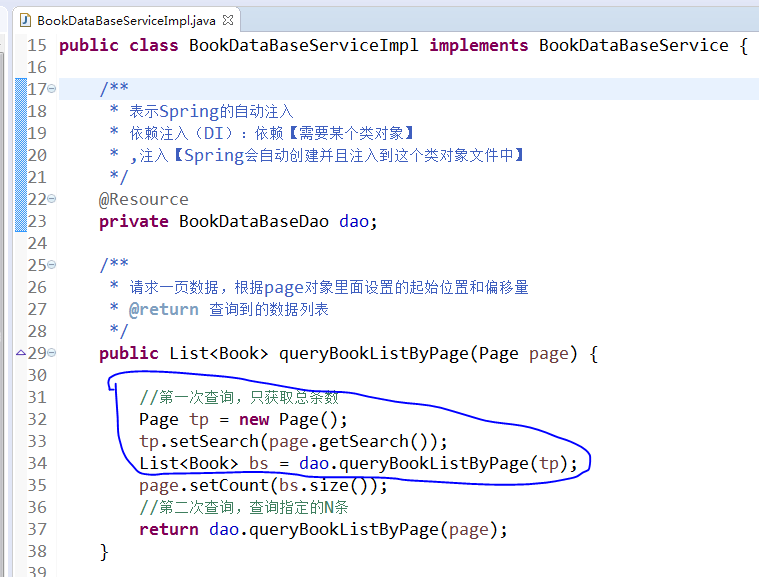 BookDataBaseServiceImpl.java
15 public class BookDataBaseServiceImpl implements BookDataBaseService {
16
17 /**
18 * 表示Spring的自动注入
19 * 依赖注入（DI）：依赖【需要某个类对象】
20 * ,注入【Spring会自动创建并且注入到这个类对象文件中】
21 */
22 @Resource
23 private BookDataBaseDao dao;
24
25 /**
26 * 请求一页数据，根据page对象里面设置的起始位置和偏移量
27 * @return 查询到的数据列表
28 */
29 public List<Book> queryBookListByPage(Page page) {
30
31 //第一次查询，只获取总条数
32 Page tp = new Page();
33 tp.setSearch(page.getSearch());
34 List<Book> bs = dao.queryBookListByPage(tp);
35 page.setCount(bs.size());
36 //第二次查询，查询指定的N条
37 return dao.queryBookListByPage(page);
38 }
39